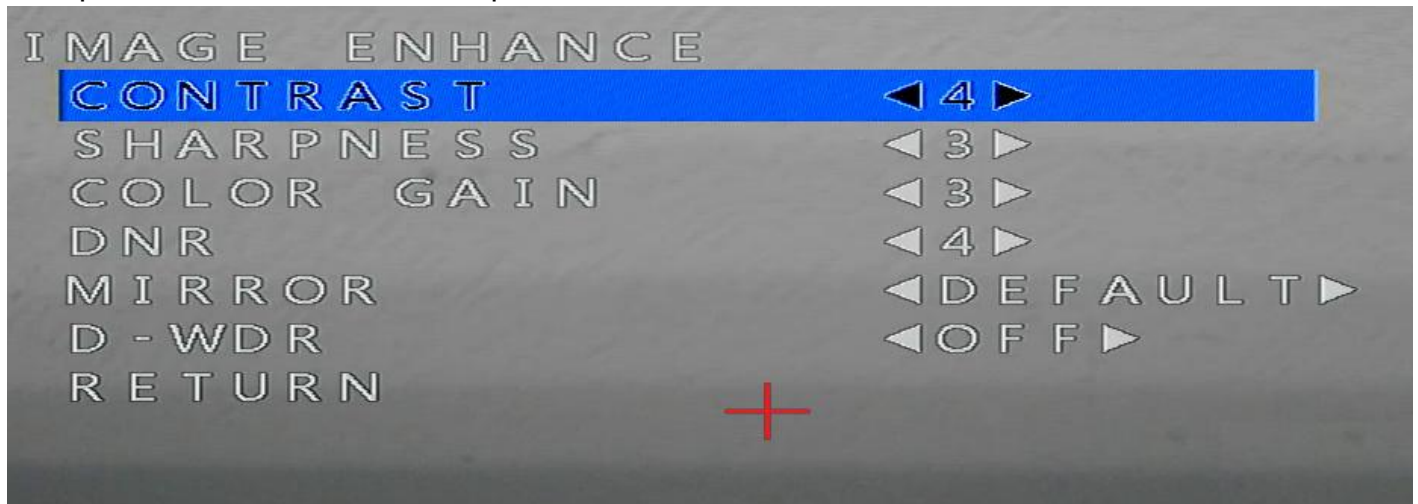 IMAGE ENHANCE
CONTRAST ◀4▶
SHARPNESS ◁3▷
COLOR GAIN ◁3▷
DNR ◁4▷
MIRROR ◁DEFAULT▷
D-WDR ◁OFF▷
RETURN